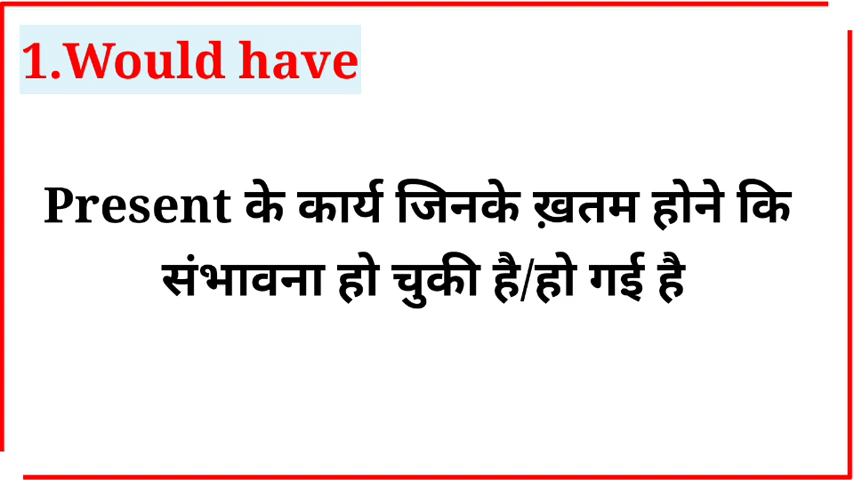 1.Would have
Present के कार्य जिनके ख़तम होने कि
संभावना हो चुकी है/हो गई है